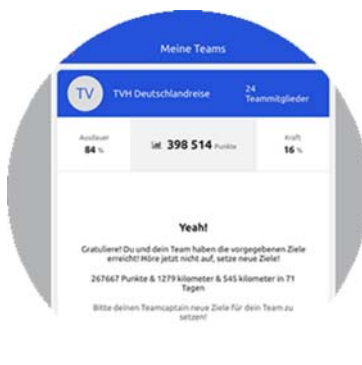 Meine Teams
TV
TVH Deutschlandreise
24
Teammitglieder
Ausdauer
84 %
398 514 Punkte
Kraft
16 %
Yeah!
Gratuliere! Du und dein Team haben die vorgegebenen Ziele
erreicht! Höre jetzt nicht auf, setze neue Ziele!
267667 Punkte & 1279 kilometer & 545 kilometer in 71
Tagen
Bitte deinen Teamcaptain neue Ziele für dein Team zu
setzen!